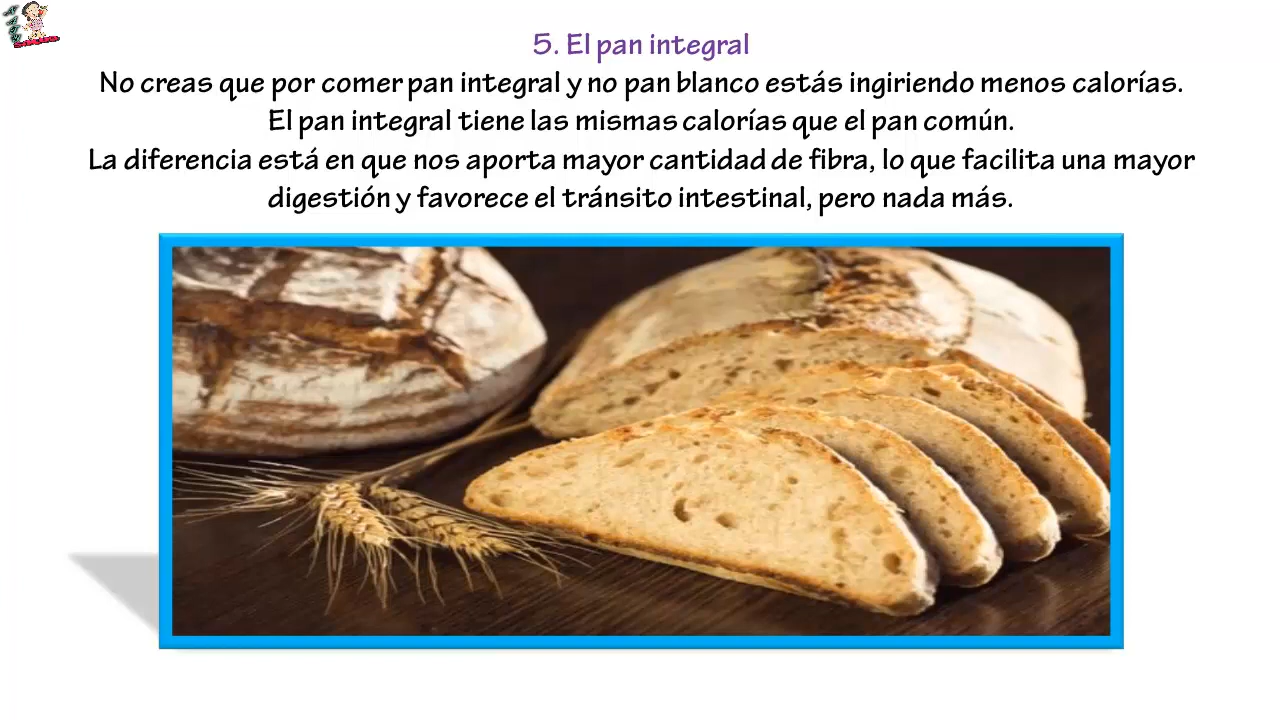 5. El pan integral
No creas que por comer pan integral y no pan blanco estás ingiriendo menos calorías.
El pan integral tiene las mismas calorías que el pan común.
La diferencia está en que nos aporta mayor cantidad de fibra, lo que facilita una mayor
digestión y favorece el tránsito intestinal, pero nada más.